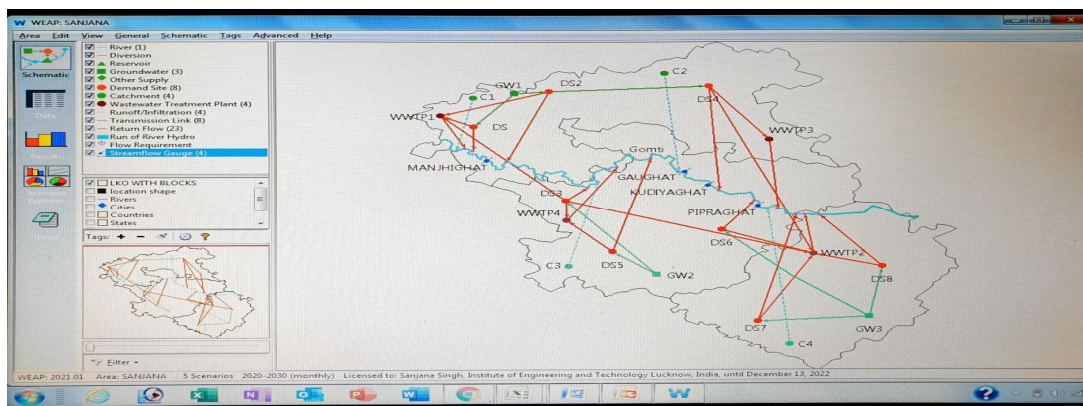 WEAP: SANJANA
Area Edit View General Schematic Tags Advanced Help
Schematic
Data
Results
Explorer
River (1)
Diversion
Reservoir
Groundwater (3)
Other Supply
Demand Site (8)
Catchment (4)
Wastewater Treatment Plant (4)
Runoff/Infiltration (4)
Transmission Link (8)
Return Flow (23)
Run of River Hydro
Flow Requirement
Streamflow Gauge (4)
LKO WITH BLOCKS
location shape
Rivers
Cities
Countries
States
Tags:
Filter
C2
GW1
DS2
C1
DS4
WWTP1
DS
WWTP3
Gomti
MANJHIGHAT
GAUGHAT
KUDIYAGHAT
DS3
WWTP4
PIPRAGHAT
DS6
C3
DS5
GW2
WWTP2
DS8
DS7
GW3
C4
WEAP: 2021.01 Area: SANJANA 5 Scenarios 2020-2030 (monthly) Licensed to: Sanjana Singh, Institute of Engineering and Technology Lucknow, India, until December 13, 2022